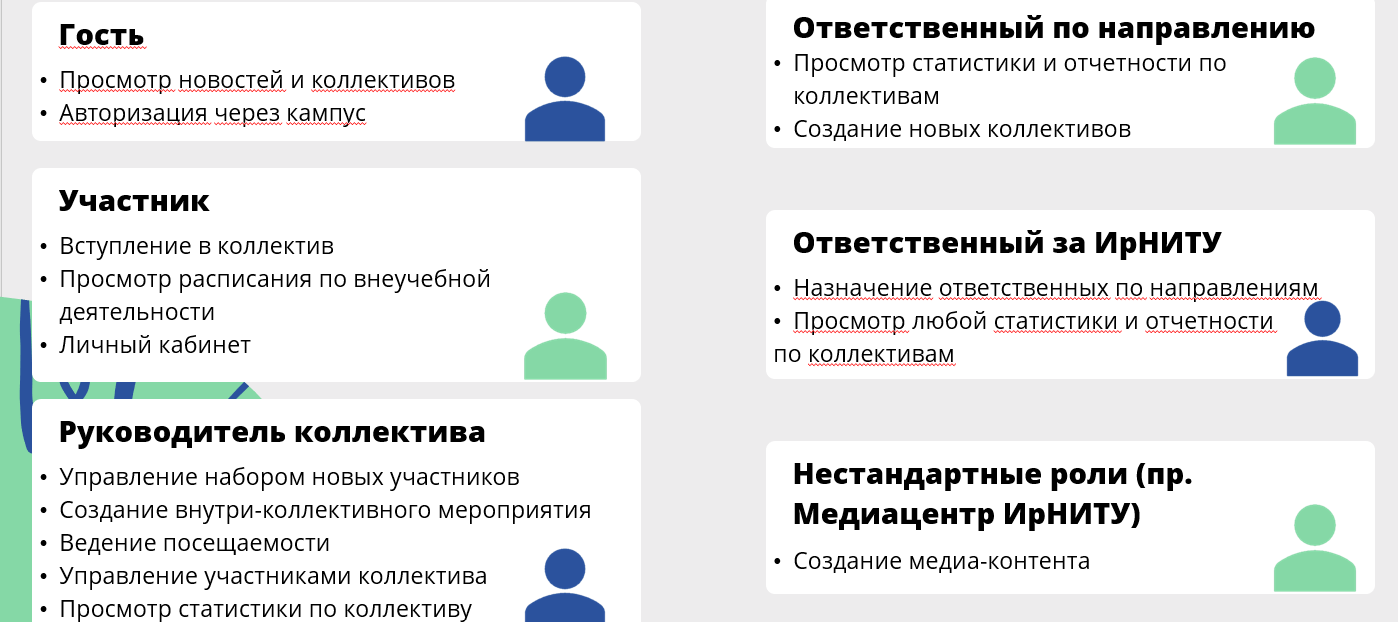 Гость
• Просмотр новостей и коллективов
• Авторизация через кампус
Участник
• Вступление в коллектив
• Просмотр расписания по внеучебной
деятельности
• Личный кабинет
Руководитель коллектива
• Управление набором новых участников
• Создание внутри-коллективного мероприятия
• Ведение посещаемости
• Управление участниками коллектива
• Просмотр статистики по коллективу
Ответственный по направлению
• Просмотр статистики и отчетности по
коллективам
• Создание новых коллективов
Ответственный за ИрНИТУ
• Назначение ответственных по направлениям
• Просмотр любой статистики и отчетности
по коллективам
Нестандартные роли (пр.
Медиацентр ИрНИТУ)
• Создание медиа-контента